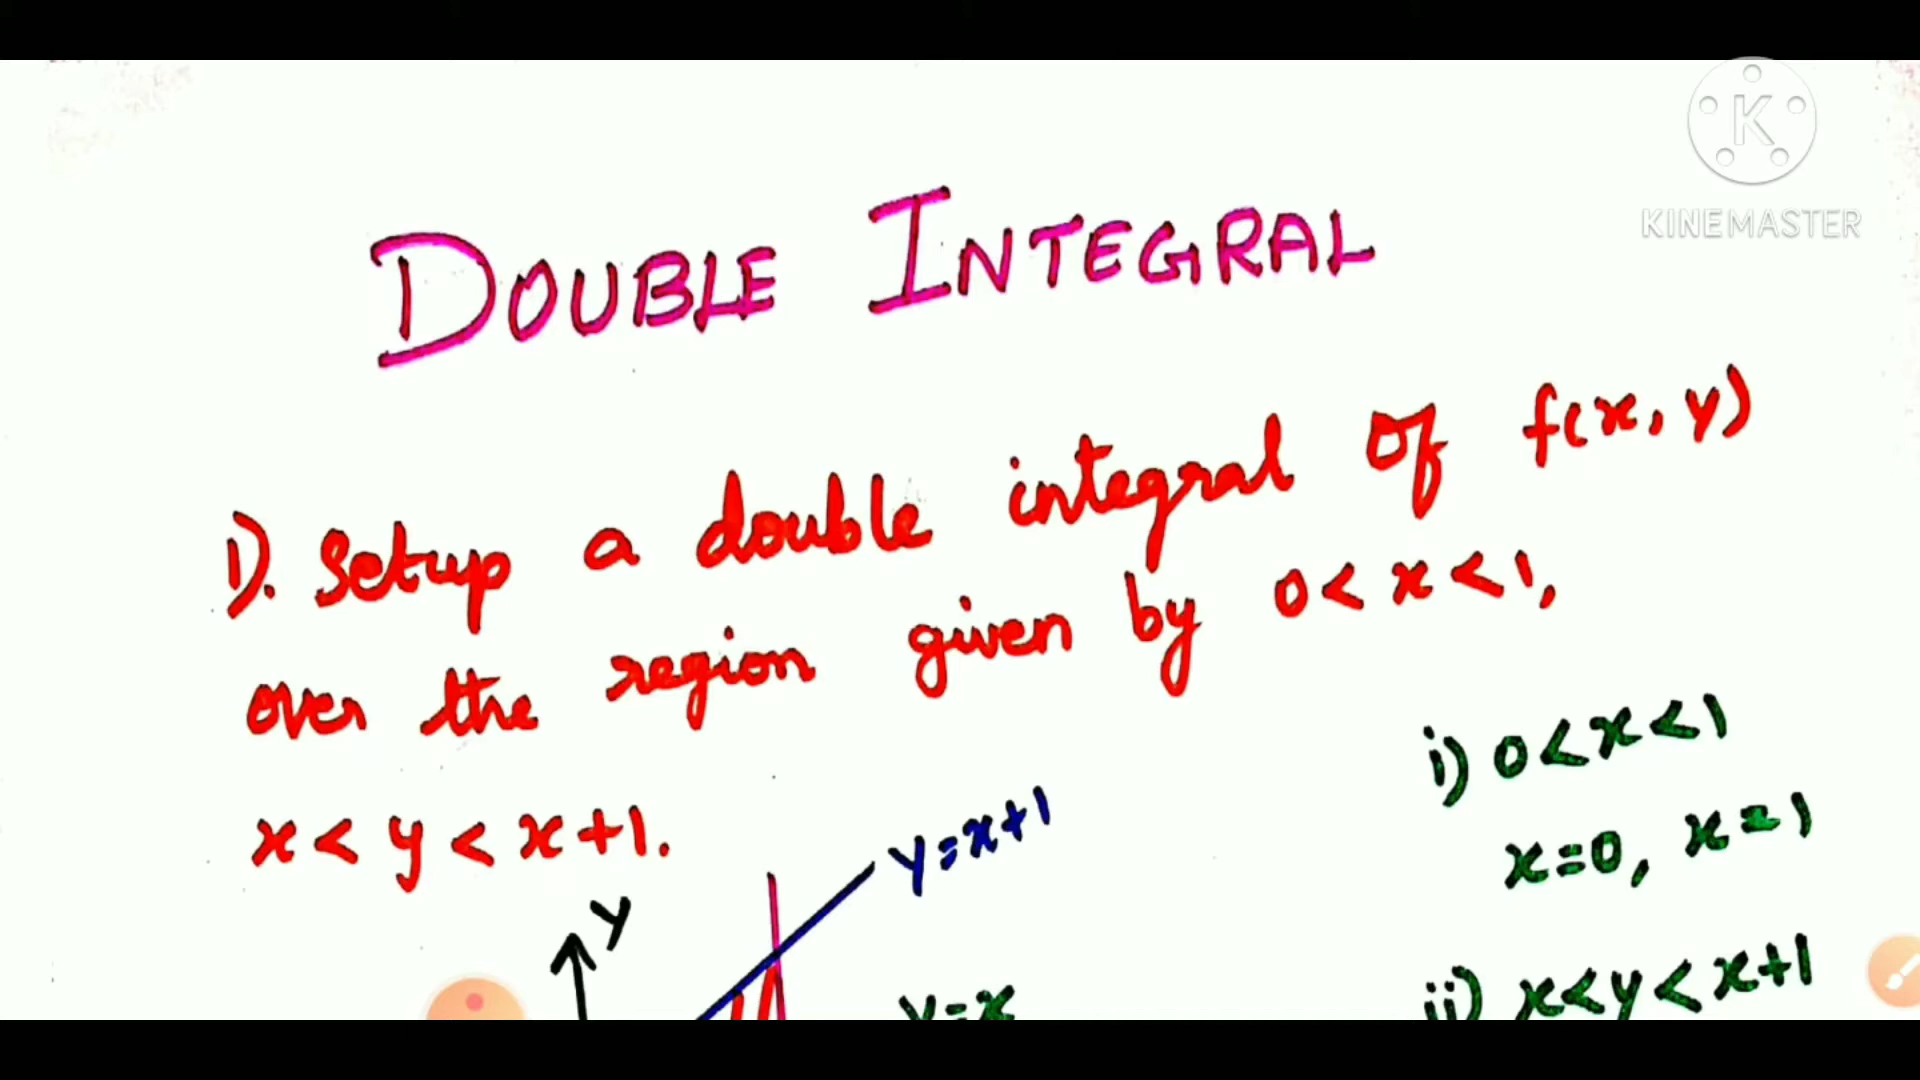 KINEMASTER
DOUBLE INTEGRAL
1). Setup a double integral of f(x, y)
over the region given by 0 < x < 1,
x < y < x+1.
i) 0 < x < 1
x=0, x=1
y=x+1
Y
ii) x < y < x+1
y=x